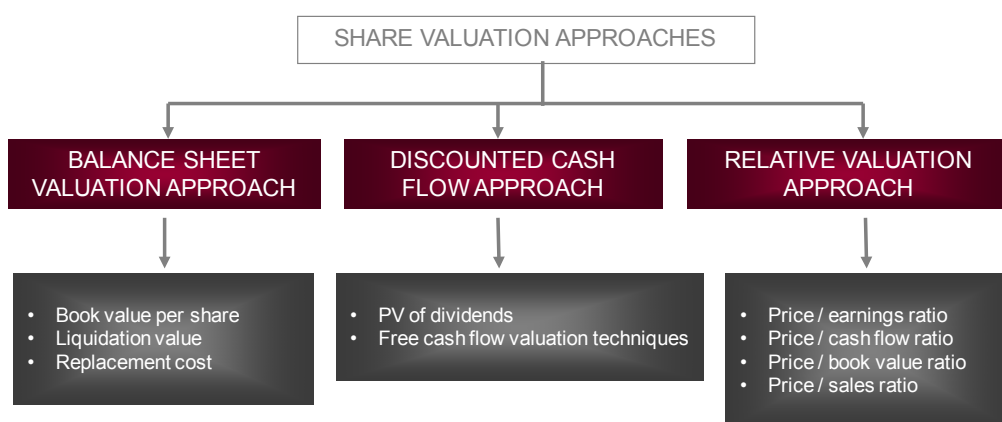 SHARE VALUATION APPROACHES
BALANCE SHEET
VALUATION APPROACH
DISCOUNTED CASH
FLOW APPROACH
RELATIVE VALUATION
APPROACH
• Book value per share
• Liquidation value
• Replacement cost
• PV of dividends
• Free cash flow valuation techniques
• Price / earnings ratio
• Price / cash flow ratio
• Price / book value ratio
• Price / sales ratio